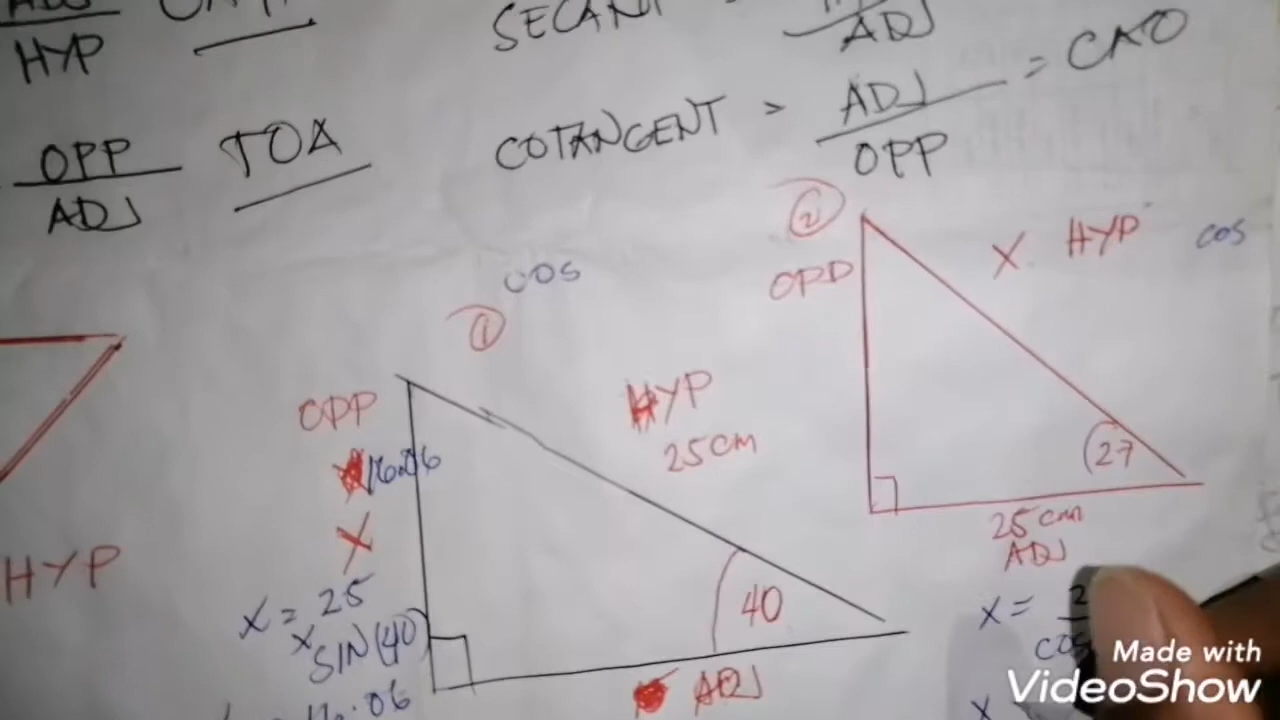 HYP
SECANT
ADJ
OPP
ADJ
TOA
COTANGENT =
ADJ
OPP
= CAO
cos
1
OPP
16.06
X
HYP
25cm
40
ADJ
X = 25
x SIN(40)
2
OPP
X HYP cos
27
25cm
ADJ
X =
cos
X
HYP
Made with
VideoShow